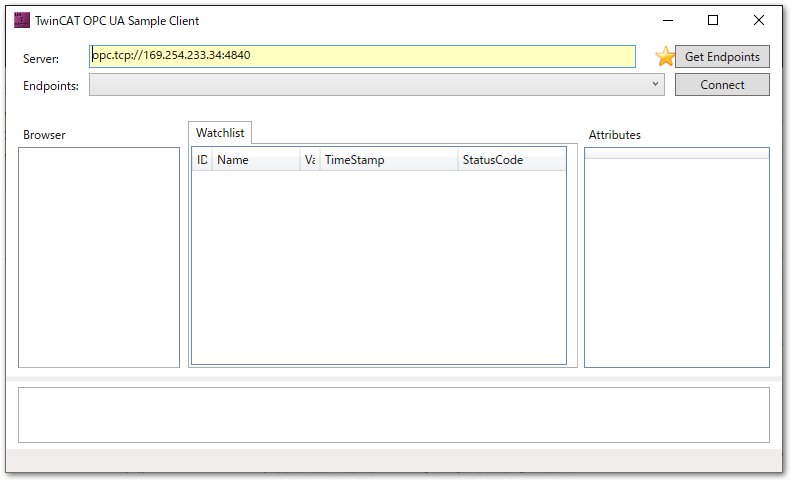 TwinCAT OPC UA Sample Client
Server: opc.tcp://169.254.233.34:4840 Get Endpoints
Endpoints: Connect
Browser Watchlist Attributes
ID Name Va TimeStamp StatusCode